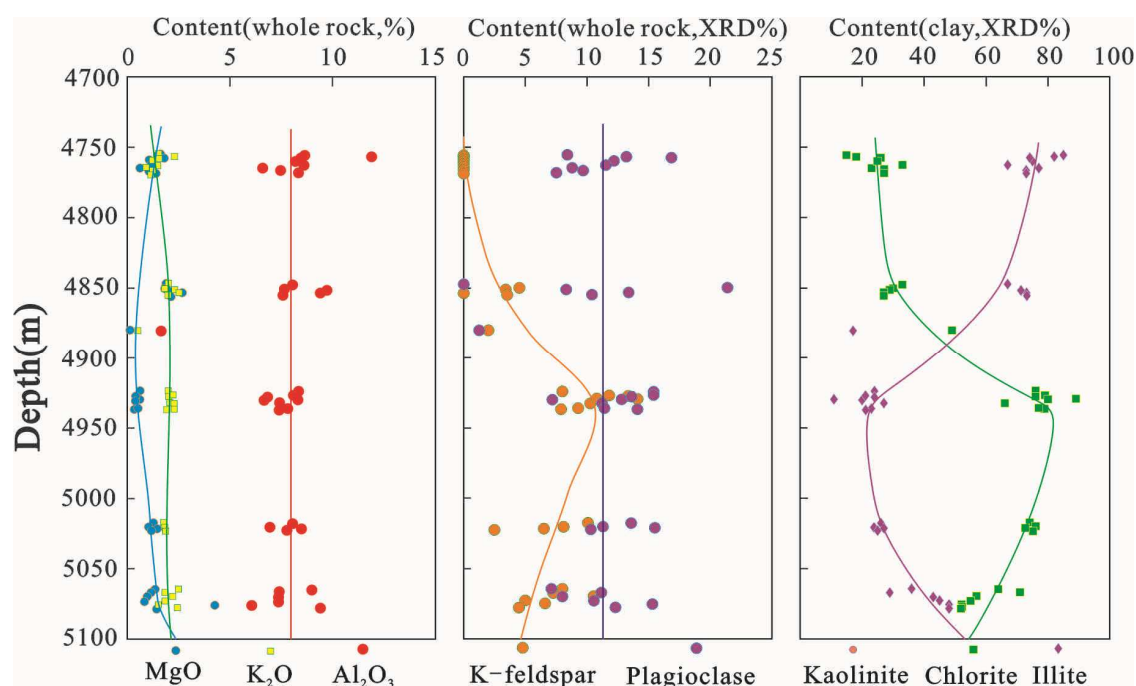 Content(whole rock,%) Content(whole rock,XRD%) Content(clay,XRD%)
0 5 10 15 0 5 10 15 20 25 20 40 60 80 100
4700
4750
4800
4850
4900
4950
5000
5050
5100
Depth(m)
MgO K₂O Al₂O₃ K-feldspar Plagioclase Kaolinite Chlorite Illite